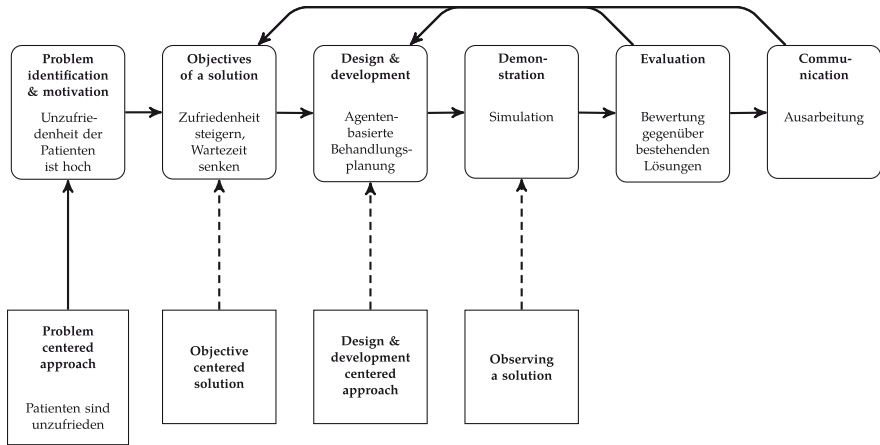 Problem
identification
& motivation
Unzufrie-
denheit der
Patienten
ist hoch
Objectives
of a solution
Zufriedenheit
steigern,
Wartezeit
senken
Design &
development
Agenten-
basierte
Behandlungs-
planung
Demon-
stration
Simulation
Evaluation
Bewertung
gegenüber
bestehenden
Lösungen
Commu-
nication
Ausarbeitung
Problem
centered
approach
Patienten sind
unzufrieden
Objective
centered
solution
Design &
development
centered
approach
Observing
a solution